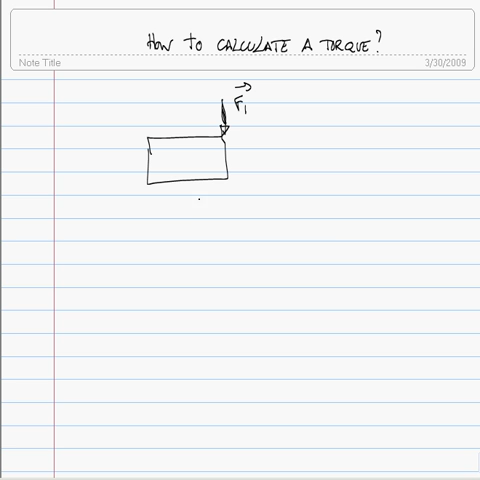 HOW TO CALCULATE A TORQUE?
Note Title
3/30/2009
F₁